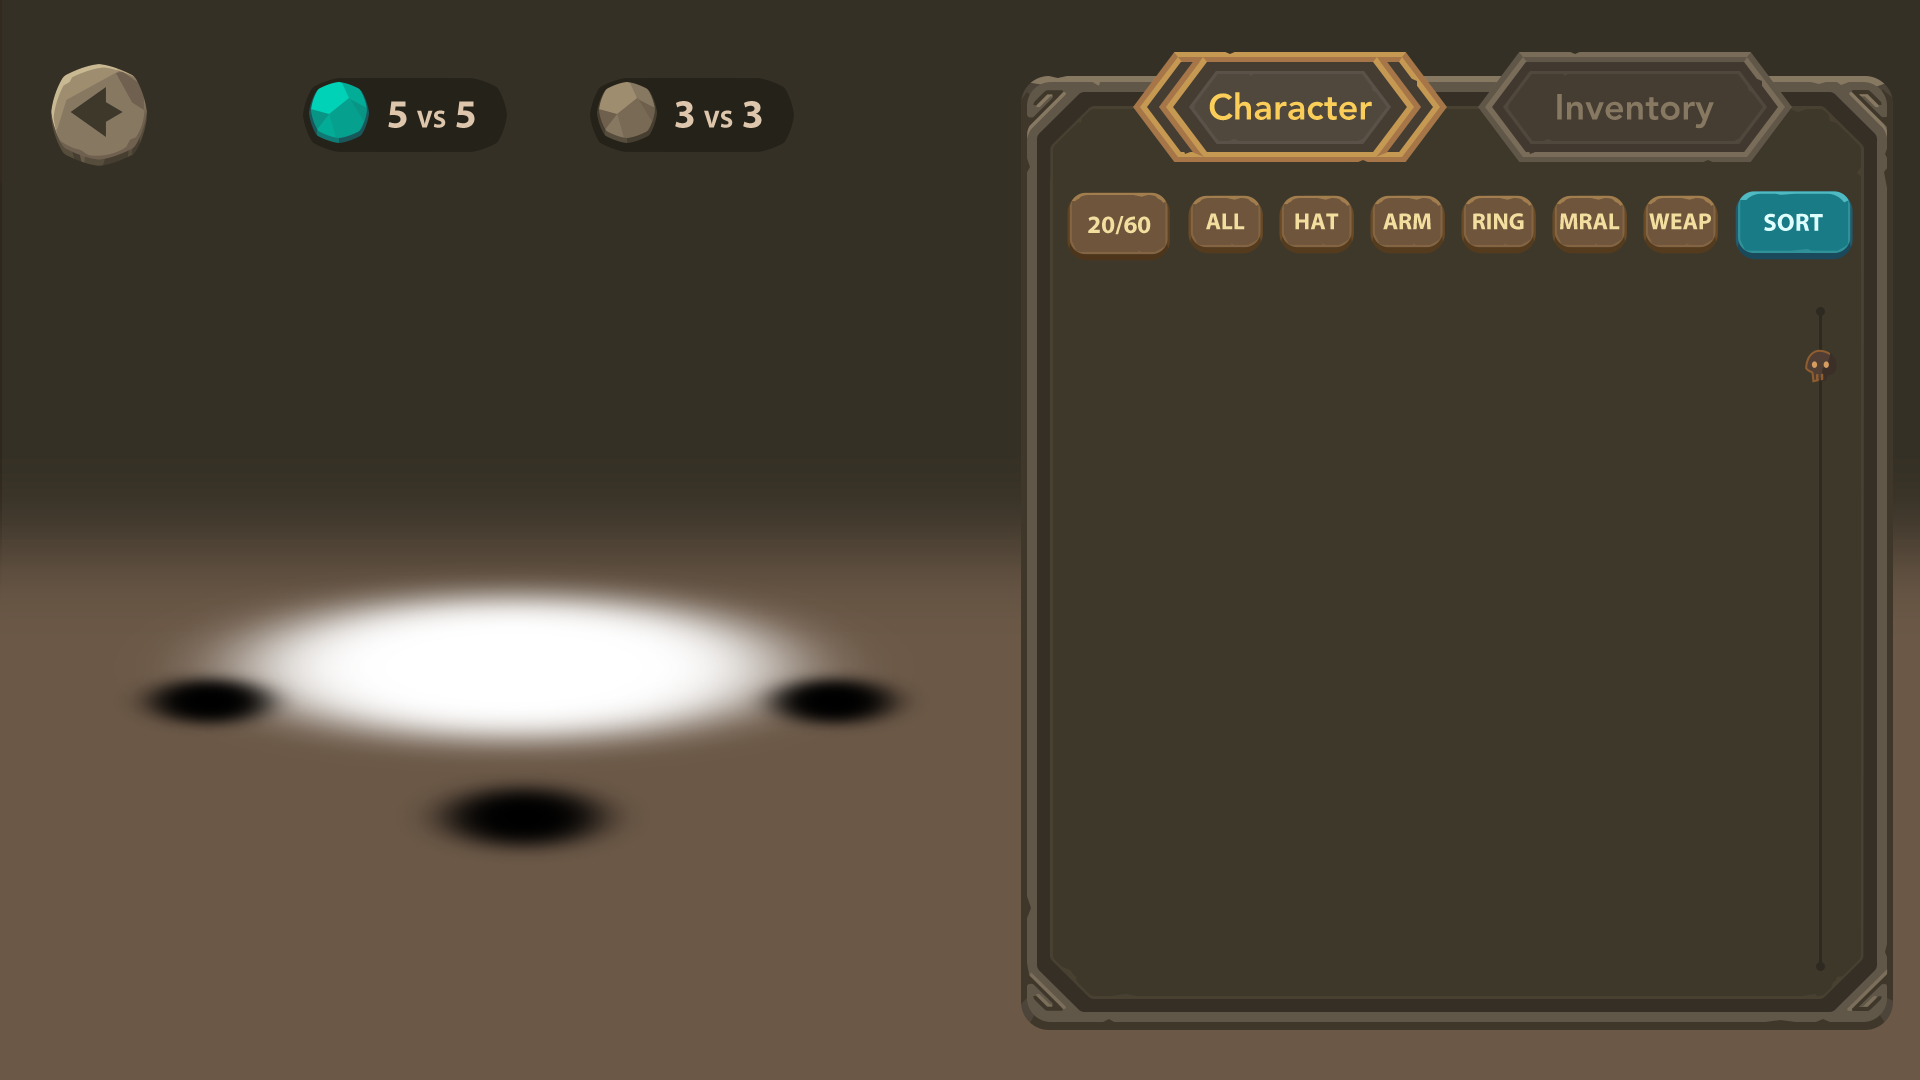 5 vs 5
3 vs 3
Character
Inventory
20/60
ALL
HAT
ARM
RING
MRAL
WEAP
SORT